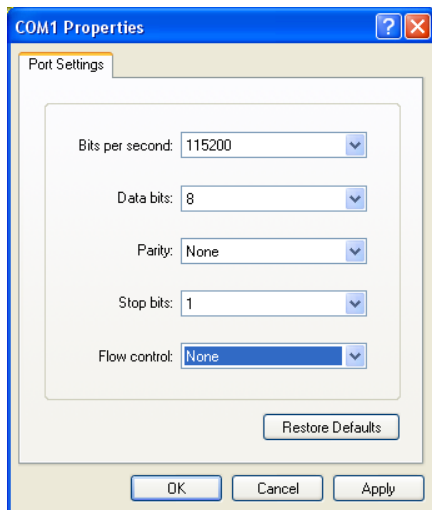 COM1 Properties
Port Settings
Bits per second: 115200
Data bits: 8
Parity: None
Stop bits: 1
Flow control: None
Restore Defaults
OK Cancel Apply